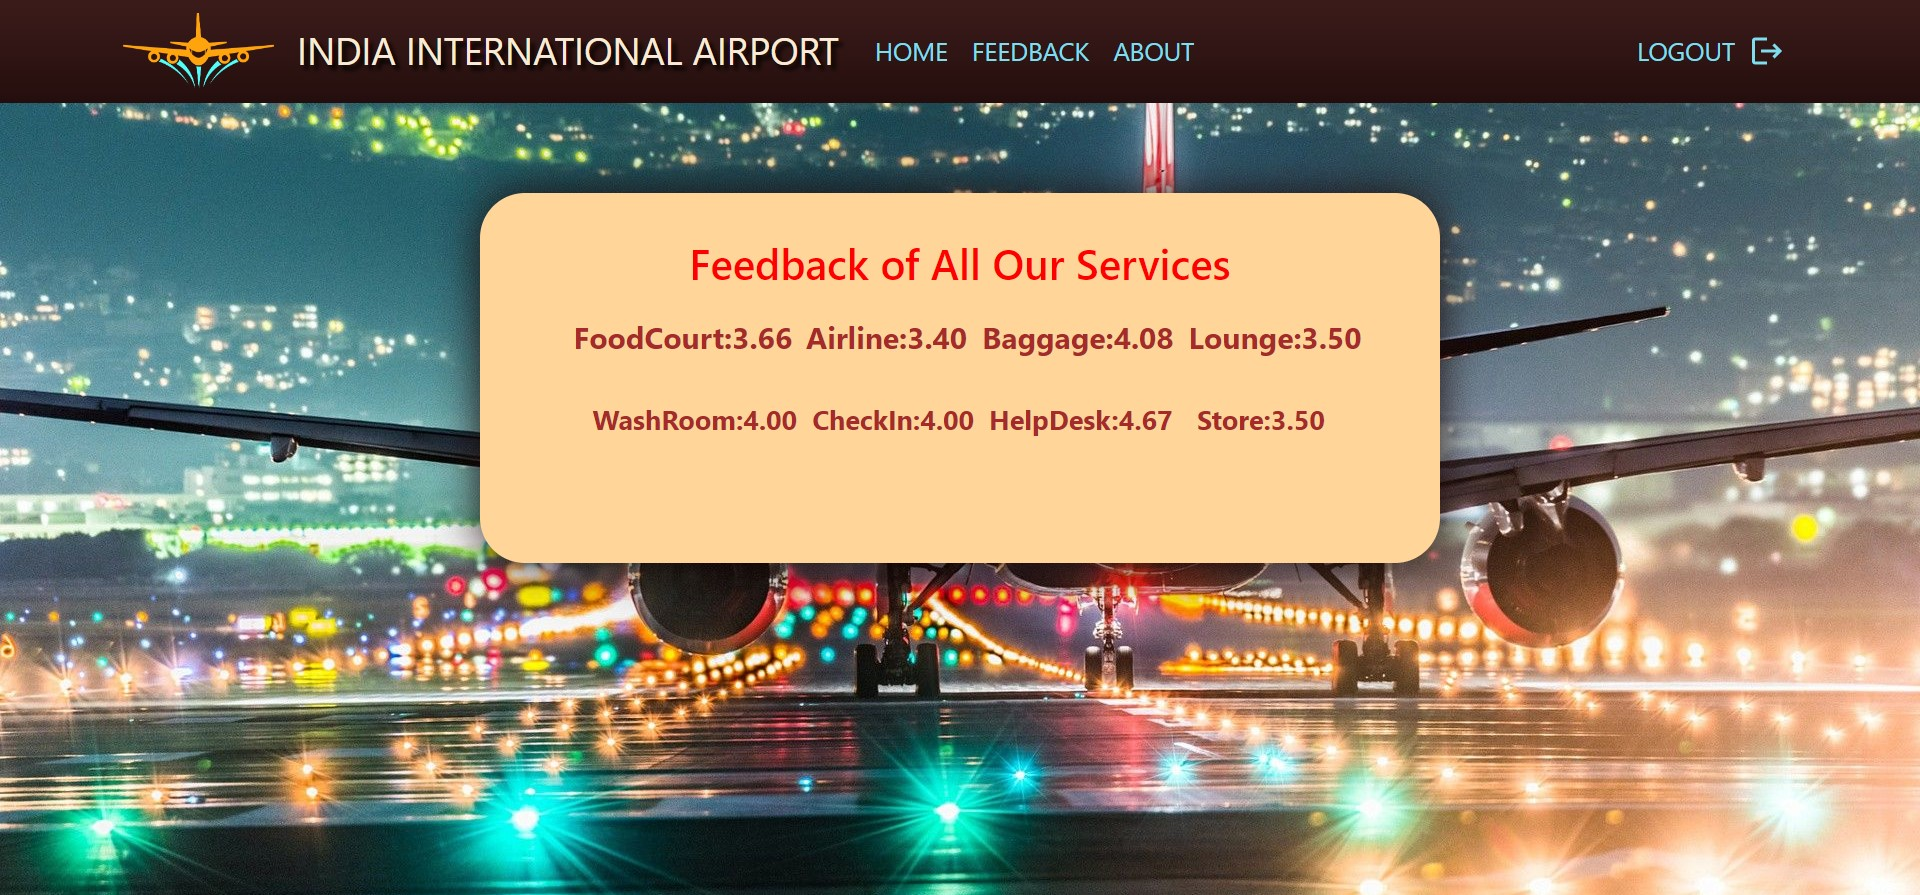 INDIA INTERNATIONAL AIRPORT HOME FEEDBACK ABOUT LOGOUT
Feedback of All Our Services
FoodCourt:3.66 Airline:3.40 Baggage:4.08 Lounge:3.50
WashRoom:4.00 CheckIn:4.00 HelpDesk:4.67 Store:3.50